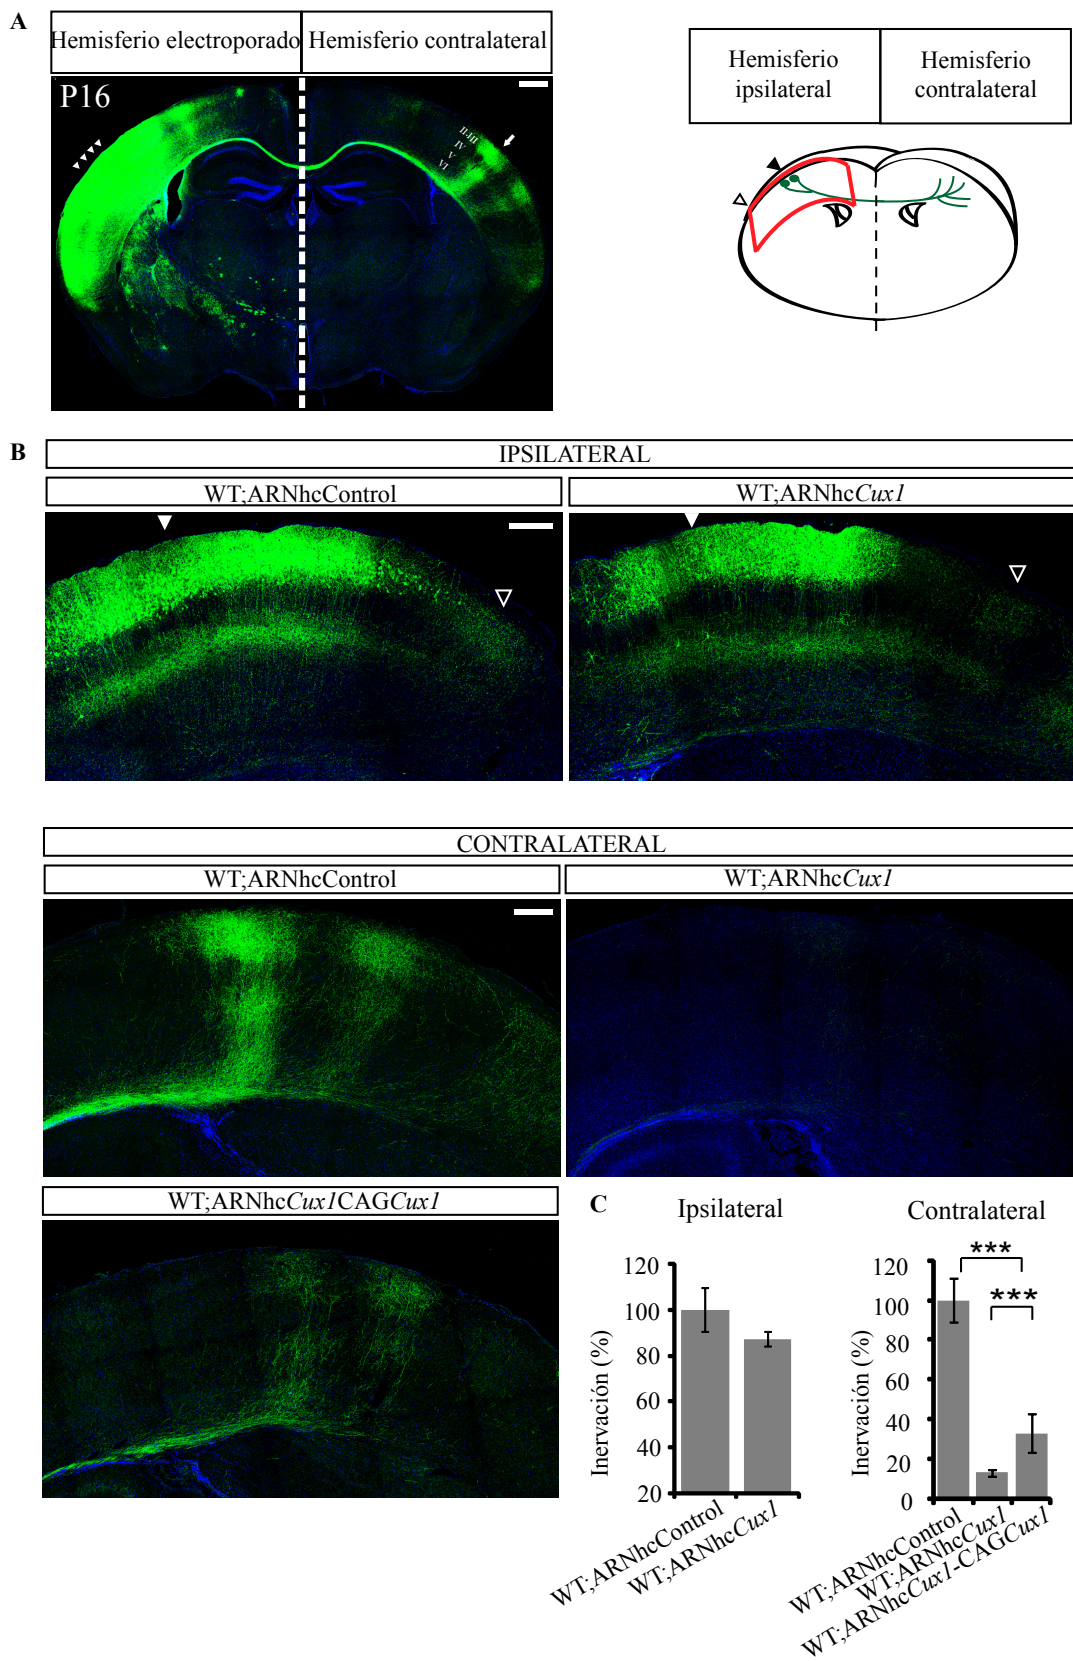 A
Hemisferio electroporado
Hemisferio contralateral
P16
II-III
IV
V
VI
Hemisferio
ipsilateral
Hemisferio
contralateral
B
IPSILATERAL
WT;ARNhcControl
WT;ARNhcCux1
CONTRALATERAL
WT;ARNhcControl
WT;ARNhcCux1
WT;ARNhcCux1CAGCux1
C
Ipsilateral
Inervación (%)
120
100
80
60
40
20
WT;ARNhcControl
WT;ARNhcCux1
Contralateral
Inervación (%)
120
100
80
60
40
20
0
***
***
WT;ARNhcControl
WT;ARNhcCux1
WT;ARNhcCux1-CAGCux1